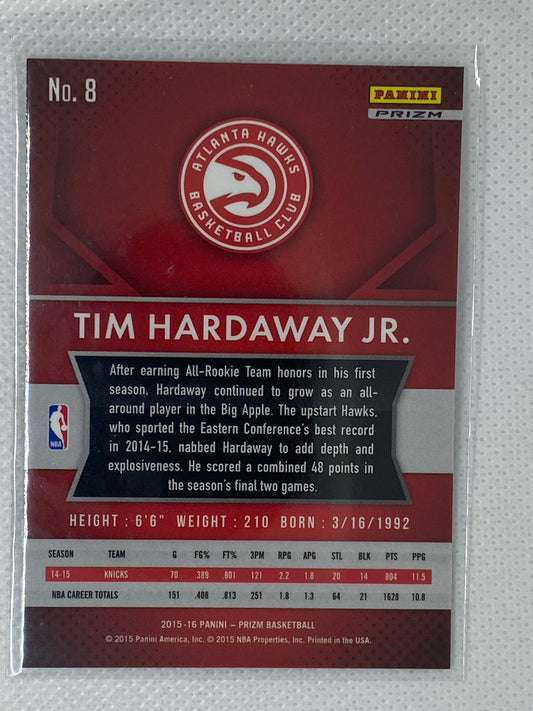 No. 8
PANINI
PRIZM
ATLANTA HAWKS
BASKETBALL CLUB
TIM HARDAWAY JR.
After earning All-Rookie Team honors in his first
season, Hardaway continued to grow as an all-
around player in the Big Apple. The upstart Hawks,
who sported the Eastern Conference's best record
in 2014-15, nabbed Hardaway to add depth and
explosiveness. He scored a combined 48 points in
the season's final two games.
NBA
HEIGHT : 6'6" WEIGHT : 210 BORN : 3/16/1992
SEASON TEAM G FG% FT% 3PM RPG APG STL BLK PTS PPG
14-15 KNICKS 70 .389 .801 121 2.2 1.8 20 14 804 11.5
NBA CAREER TOTALS 151 .408 .813 251 1.8 1.3 64 21 1628 10.8
2015-16 PANINI – PRIZM BASKETBALL
© 2015 Panini America, Inc. © 2015 NBA Properties, Inc. Printed in the USA.